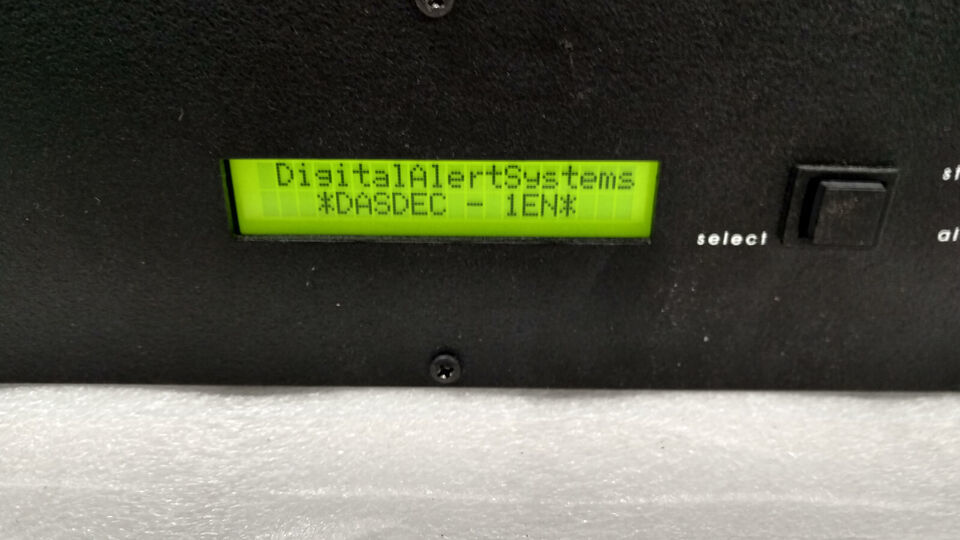 DigitalAlertSystems
*DASDEC - 1EN*
select